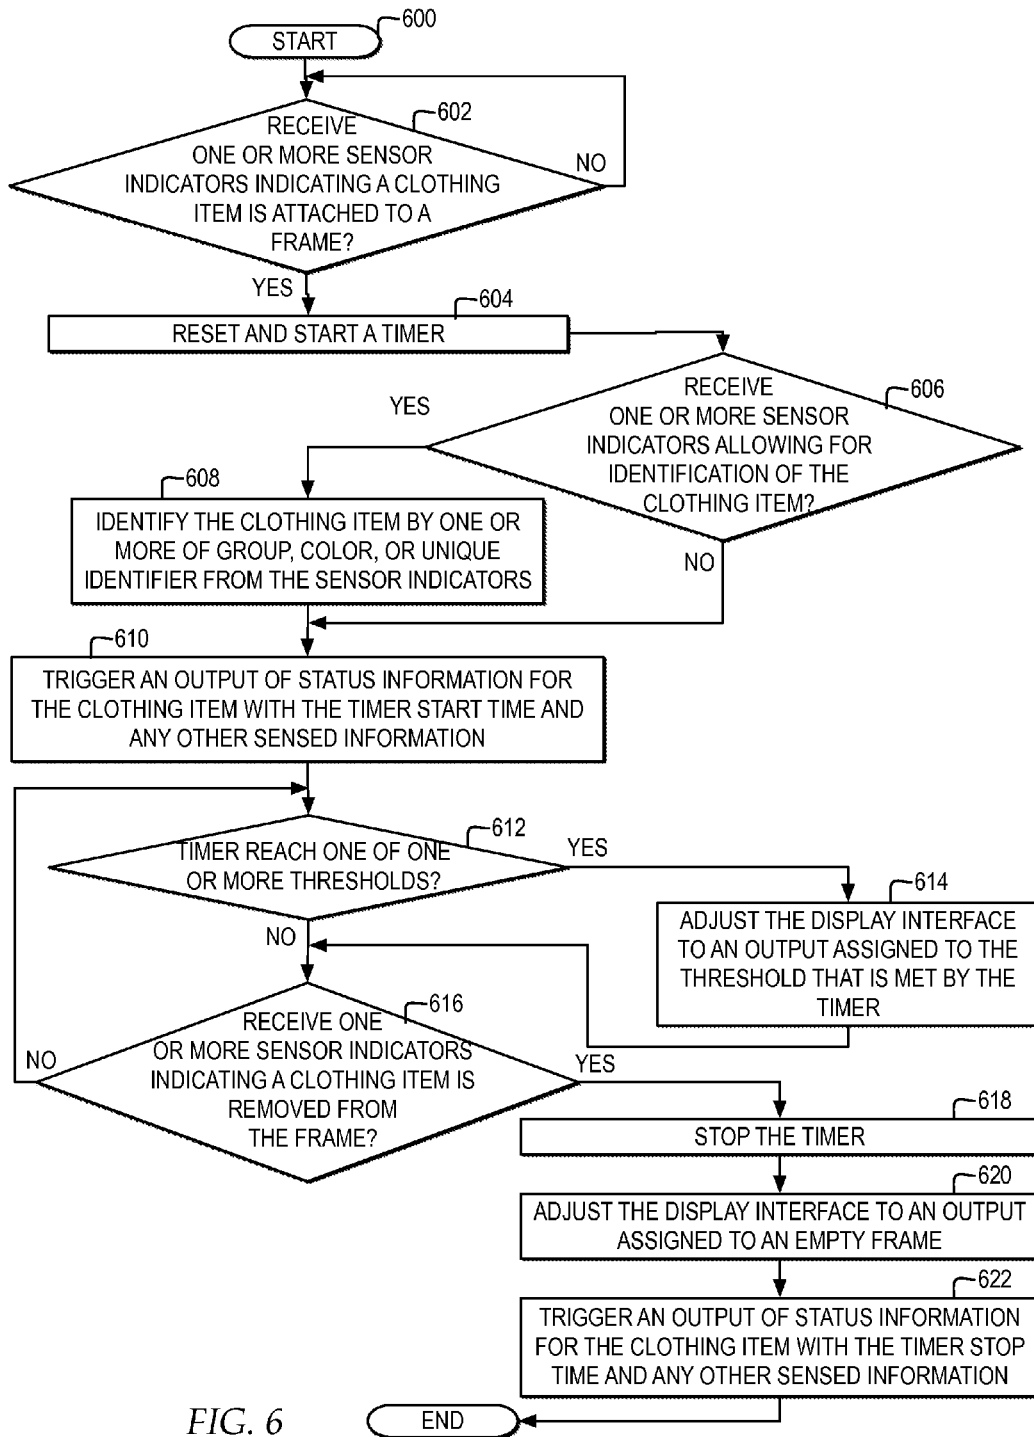 600
START
602
RECEIVE
ONE OR MORE SENSOR
INDICATORS INDICATING A CLOTHING
ITEM IS ATTACHED TO A
FRAME?
NO
YES
604
RESET AND START A TIMER
606
RECEIVE
ONE OR MORE SENSOR
INDICATORS ALLOWING FOR
IDENTIFICATION OF THE
CLOTHING ITEM?
YES
NO
608
IDENTIFY THE CLOTHING ITEM BY ONE OR
MORE OF GROUP, COLOR, OR UNIQUE
IDENTIFIER FROM THE SENSOR INDICATORS
610
TRIGGER AN OUTPUT OF STATUS INFORMATION FOR
THE CLOTHING ITEM WITH THE TIMER START TIME AND
ANY OTHER SENSED INFORMATION
612
TIMER REACH ONE OF ONE
OR MORE THRESHOLDS?
YES
NO
614
ADJUST THE DISPLAY INTERFACE
TO AN OUTPUT ASSIGNED TO THE
THRESHOLD THAT IS MET BY THE
TIMER
616
RECEIVE ONE
OR MORE SENSOR INDICATORS
INDICATING A CLOTHING ITEM IS
REMOVED FROM
THE FRAME?
NO
YES
618
STOP THE TIMER
620
ADJUST THE DISPLAY INTERFACE TO AN OUTPUT
ASSIGNED TO AN EMPTY FRAME
622
TRIGGER AN OUTPUT OF STATUS INFORMATION
FOR THE CLOTHING ITEM WITH THE TIMER STOP
TIME AND ANY OTHER SENSED INFORMATION
FIG. 6
END